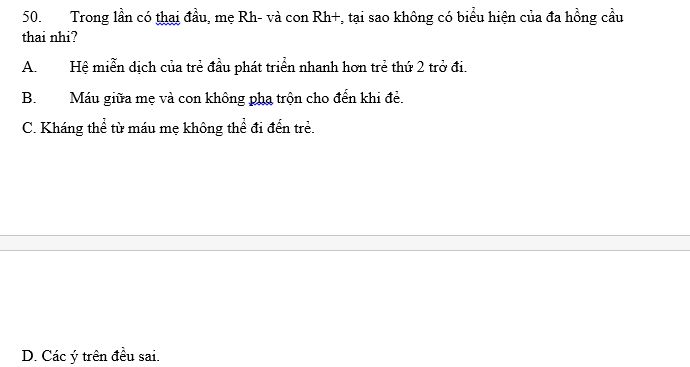 50. Trong lần có thai đầu, mẹ Rh- và con Rh+, tại sao không có biểu hiện của đa hồng cầu
thai nhi?
A. Hệ miễn dịch của trẻ đầu phát triển nhanh hơn trẻ thứ 2 trở đi.
B. Máu giữa mẹ và con không pha trộn cho đến khi đẻ.
C. Kháng thể từ máu mẹ không thể đi đến trẻ.
D. Các ý trên đều sai.